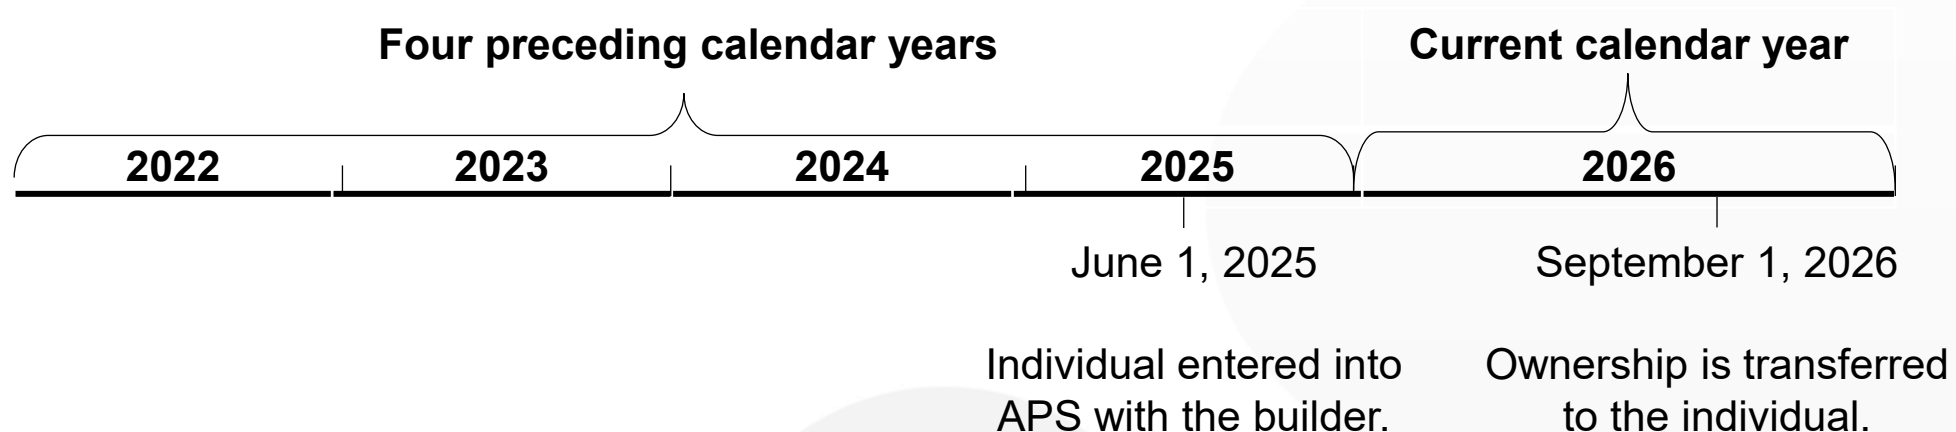 Four preceding calendar years
Current calendar year
2022
2023
2024
2025
2026
June 1, 2025
September 1, 2026
Individual entered into
APS with the builder.
Ownership is transferred
to the individual.